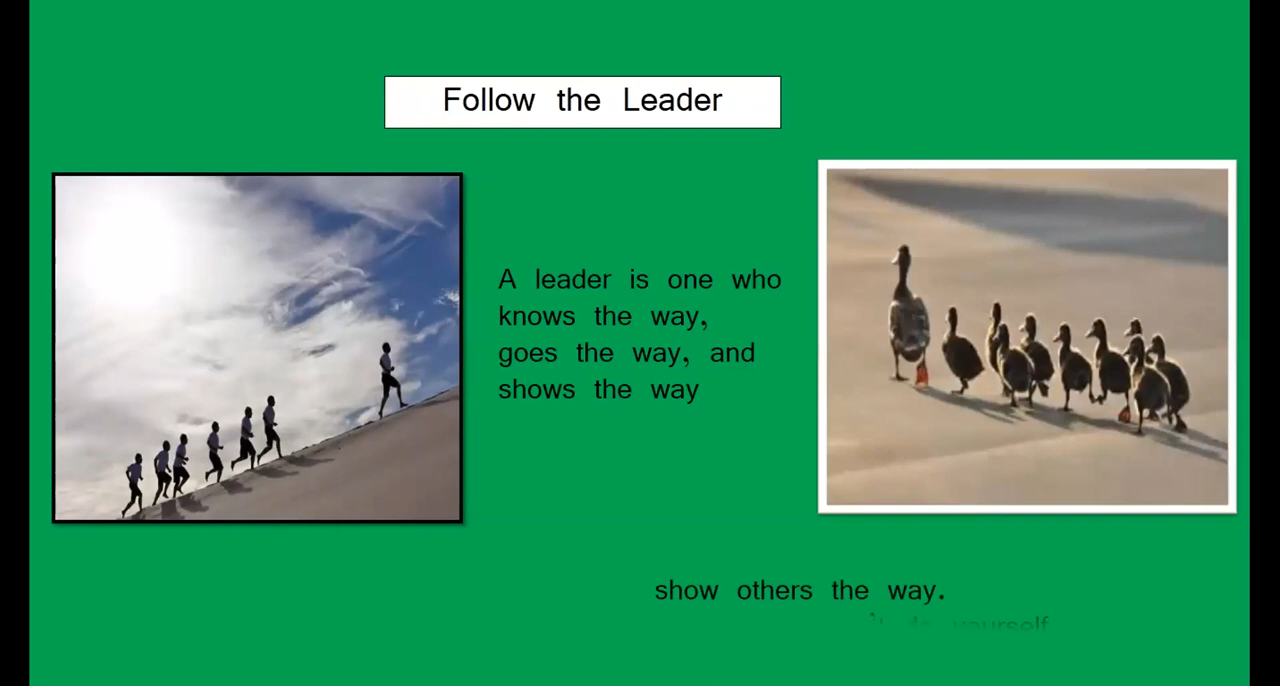 Follow the Leader
A leader is one who
knows the way,
goes the way, and
shows the way
show others the way.
yourself